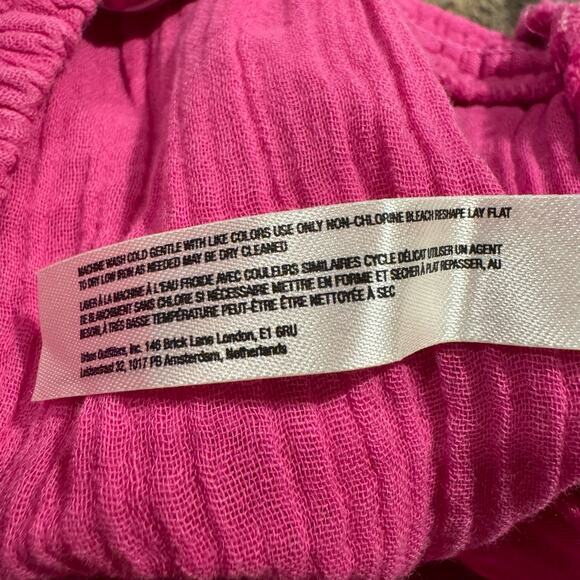 MACHINE WASH COLD GENTLE WITH LIKE COLORS USE ONLY NON-CHLORINE BLEACH RESHAPE LAY FLAT
TO DRY LOW IRON AS NEEDED MAY BE DRY CLEANED
LAVER À LA MACHINE À L'EAU FROIDE AVEC COULEURS SIMILAIRES CYCLE DÉLICAT UTILISER UN AGENT
DE BLANCHIMENT SANS CHLORE SI NÉCESSAIRE METTRE EN FORME ET SÉCHER À PLAT REPASSER, AU
BESOIN, À TRÈS BASSE TEMPÉRATURE PEUT-ÊTRE ÊTRE NETTOYÉE À SEC
Urban Outfitters, Inc. 146 Brick Lane London, E1 6RU
Leidsestraat 32, 1017 PB Amsterdam, Netherlands